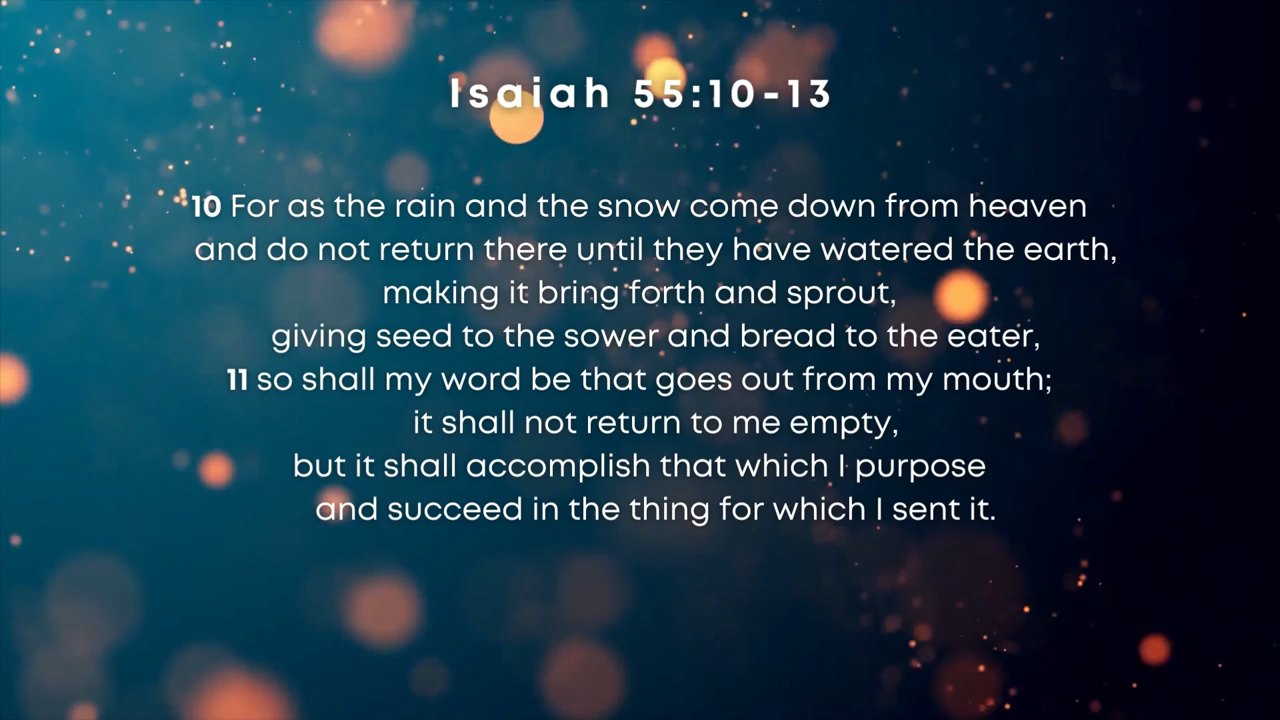 Isaiah 55:10-13
10 For as the rain and the snow come down from heaven
and do not return there until they have watered the earth,
making it bring forth and sprout,
giving seed to the sower and bread to the eater,
11 so shall my word be that goes out from my mouth;
it shall not return to me empty,
but it shall accomplish that which I purpose
and succeed in the thing for which I sent it.